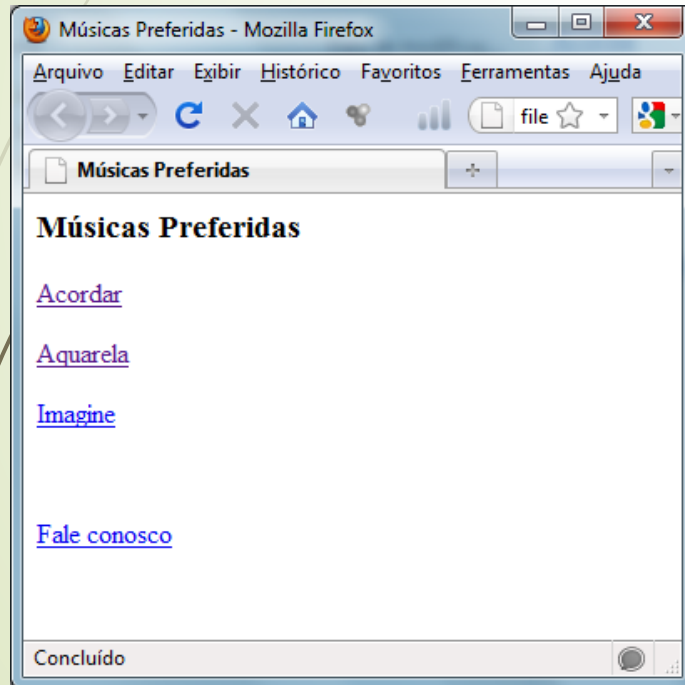 Músicas Preferidas - Mozilla Firefox
Arquivo Editar Exibir Histórico Favoritos Ferramentas Ajuda
file
Músicas Preferidas
Músicas Preferidas
Acordar
Aquarela
Imagine
Fale conosco
Concluído